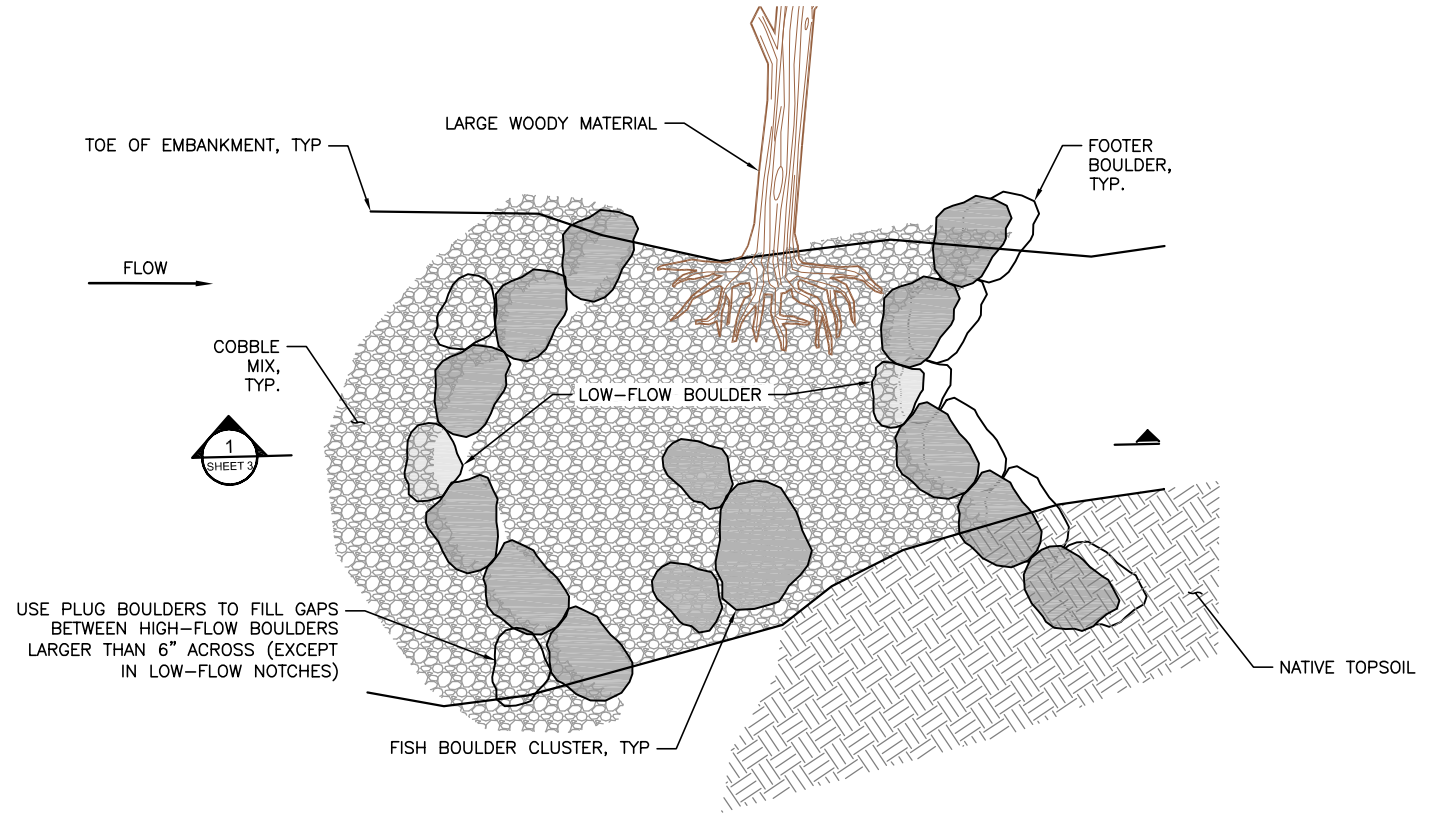 LARGE WOODY MATERIAL
TOE OF EMBANKMENT, TYP
FOOTER
BOULDER,
TYP.
FLOW
COBBLE
MIX,
TYP.
LOW-FLOW BOULDER
1
SHEET 3
USE PLUG BOULDERS TO FILL GAPS
BETWEEN HIGH-FLOW BOULDERS
LARGER THAN 6" ACROSS (EXCEPT
IN LOW-FLOW NOTCHES)
NATIVE TOPSOIL
FISH BOULDER CLUSTER, TYP